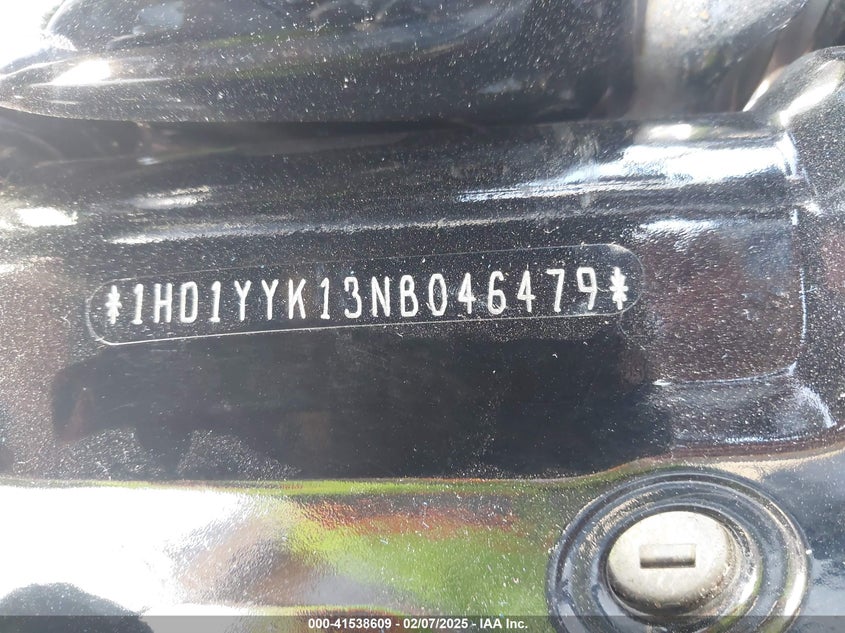 *1HD1YYK13NB046479*
000-41538609 | 02/07/2025 - IAA Inc.